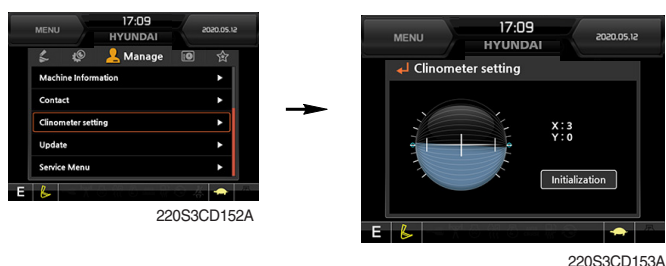 MENU
17:09
HYUNDAI
2020.05.12
Manage
Machine Information
Contact
Clinometer setting
Update
Service Menu
E
220S3CD152A
MENU
17:09
HYUNDAI
2020.05.12
Clinometer setting
X : 3
Y : 0
Initialization
E
220S3CD153A